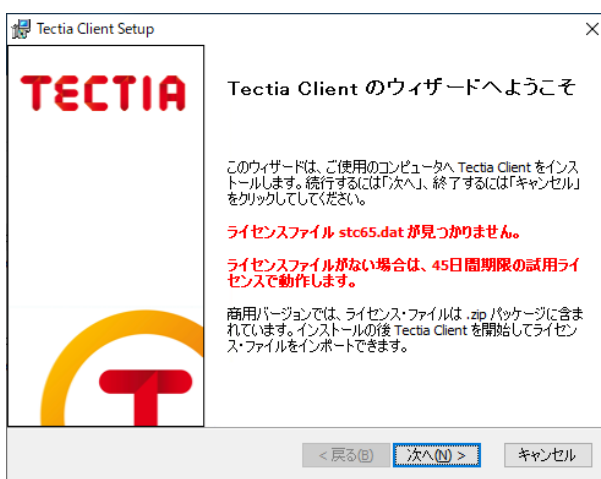 Tectia Client Setup
TECTIA
Tectia Client のウィザードへようこそ
このウィザードは、ご使用のコンピュータへ Tectia Client をインス
トールします。続行するには「次へ」、終了するには「キャンセル」
をクリックしてしてください。
ライセンスファイル stc65.dat が見つかりません。
ライセンスファイルがない場合は、45日間期限の試用ライ
センスで動作します。
商用バージョンでは、ライセンス・ファイルは .zip パッケージに含ま
れています。インストールの後 Tectia Client を開始してライセン
ス・ファイルをインポートできます。
< 戻る(B)
次へ(N) >
キャンセル